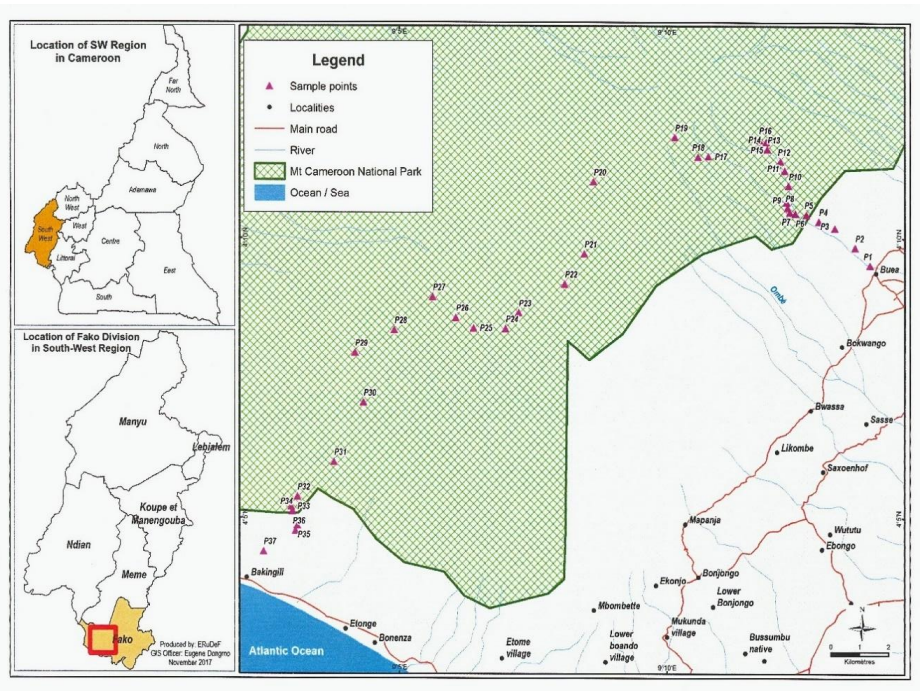 Location of SW Region
in Cameroon
Far
North
North
Adamawa
North
West
South
West
West
Littoral
Centre
East
South
Location of Fako Division
in South-West Region
Manyu
Lebialem
Koupe et
Manengouba
Ndian
Meme
Fako
Produced by: ERuDeF
GIS Officer: Eugene Dongmo
November 2017
Legend
Sample points
Localities
Main road
River
Mt Cameroon National Park
Ocean / Sea
9°5'E
9°10'E
P19
P18
P17
P16
P14
P13
P15
P12
P11
P10
P20
P9
P8
P7
P6
P5
P4
P3
P2
P1
Buea
4°10'N
4°10'N
P21
P22
P27
P26
P23
P28
P25
P24
P29
P30
P31
P32
P34
P33
P36
P35
P37
Ombé
Bokwango
Bwassa
Sasse
Likombe
Saxoenhof
4°5'N
4°5'N
Mapanja
Wututu
Ebongo
Bakingili
Ekonjo
Bonjongo
Lower
Bonjongo
Mbombette
Etonge
Bonenza
Mukunda
village
Etome
village
Lower
boando
village
Bussumbu
native
Atlantic Ocean
N
0 1 2
Kilometres
9°5'E
9°10'E